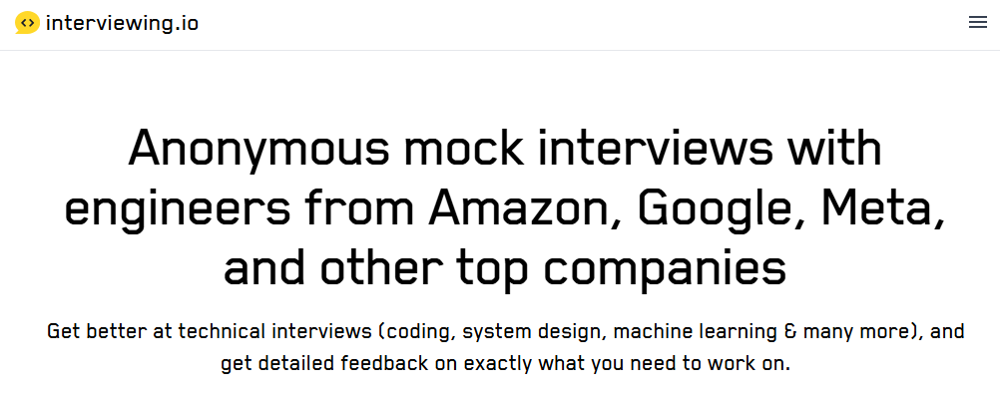 interviewing.io
Anonymous mock interviews with
engineers from Amazon, Google, Meta,
and other top companies
Get better at technical interviews (coding, system design, machine learning & many more), and
get detailed feedback on exactly what you need to work on.